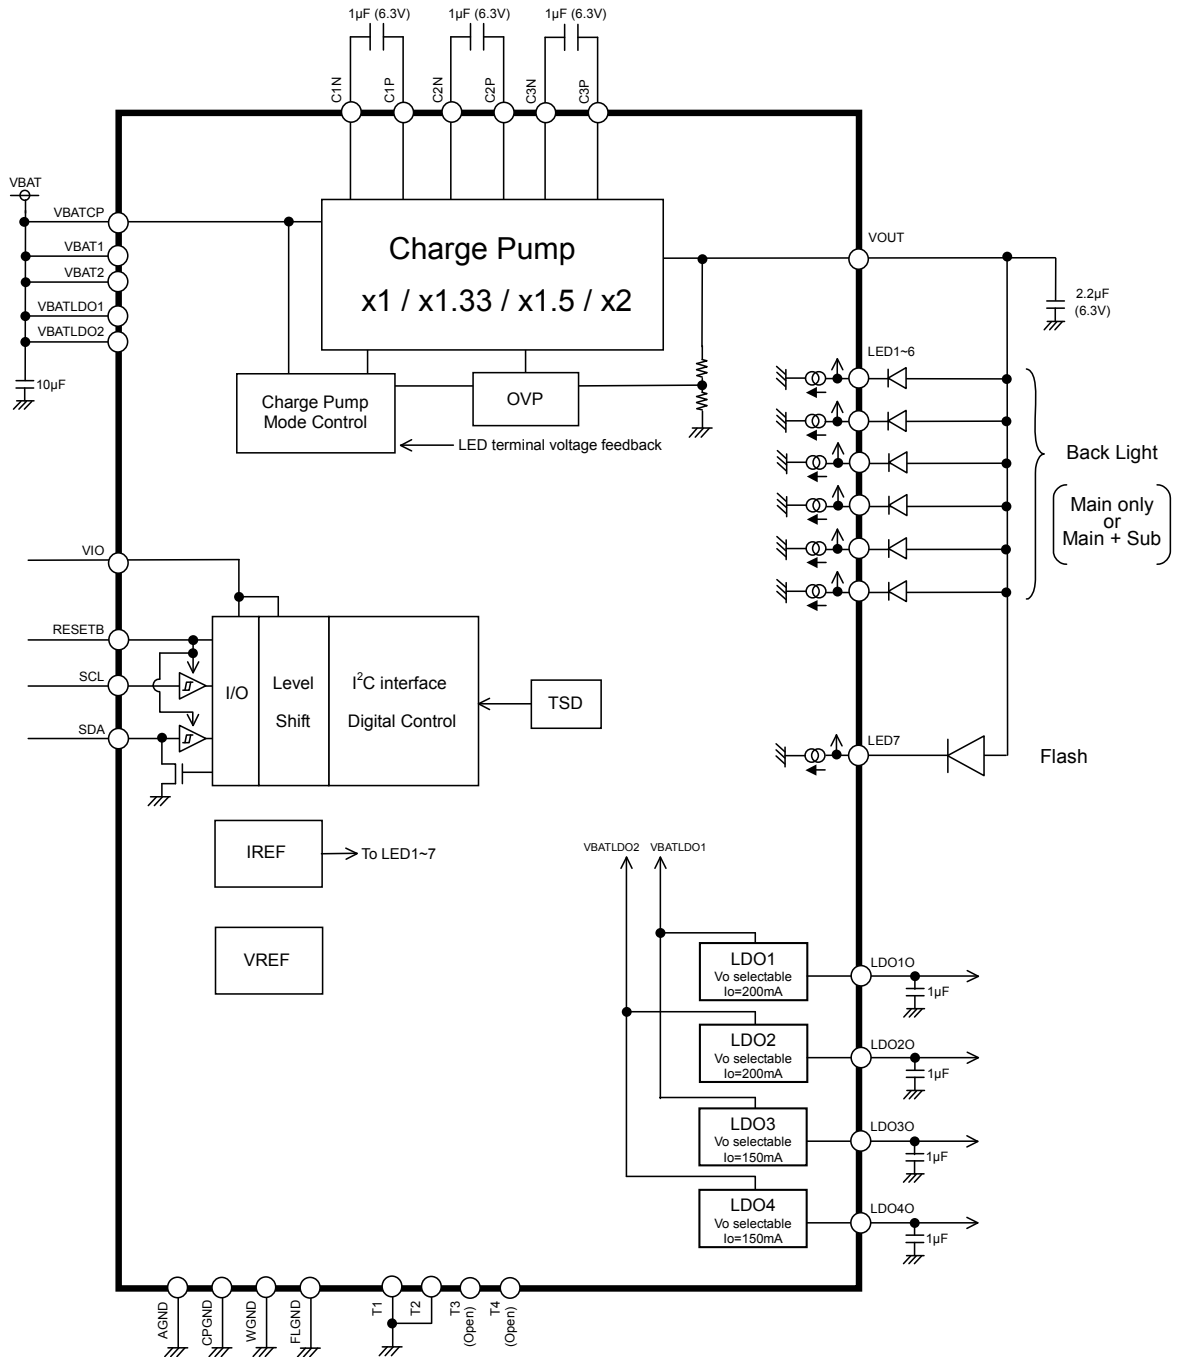 1µF (6.3V)
1µF (6.3V)
1µF (6.3V)
C1N
C1P
C2N
C2P
C3N
C3P
VBAT
VBATCP
VBAT1
VBAT2
VBATLDO1
VBATLDO2
10µF
Charge Pump
x1 / x1.33 / x1.5 / x2
Charge Pump
Mode Control
OVP
LED terminal voltage feedback
VOUT
2.2µF
(6.3V)
LED1~6
Back Light
Main only
or
Main + Sub
VIO
RESETB
SCL
SDA
I/O
Level
Shift
I²C interface
Digital Control
TSD
LED7
Flash
IREF
To LED1~7
VREF
VBATLDO2
VBATLDO1
LDO1
Vo selectable
Io=200mA
LDO1O
1µF
LDO2
Vo selectable
Io=200mA
LDO2O
1µF
LDO3
Vo selectable
Io=150mA
LDO3O
1µF
LDO4
Vo selectable
Io=150mA
LDO4O
1µF
AGND
CPGND
WGND
FLGND
T1
T2
T3
(Open)
T4
(Open)